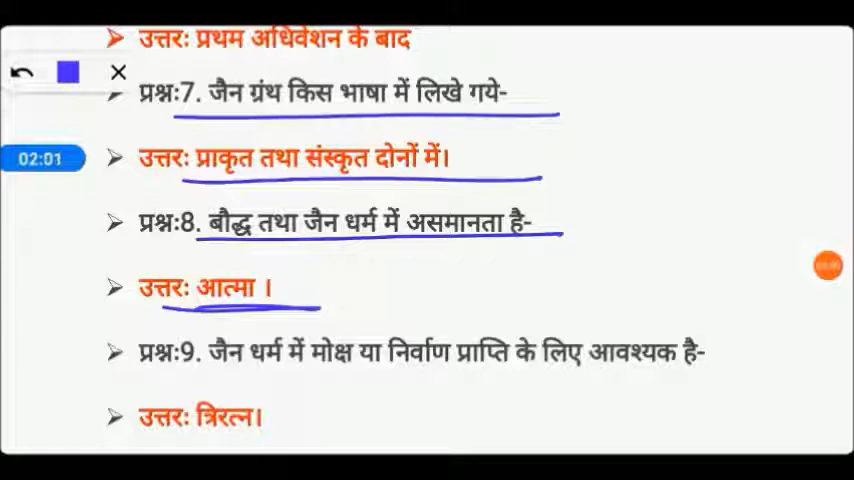 उत्तरः प्रथम अधिवेशन के बाद
प्रश्नः7. जैन ग्रंथ किस भाषा में लिखे गये-
02:01
उत्तरः प्राकृत तथा संस्कृत दोनों में।
प्रश्नः8. बौद्ध तथा जैन धर्म में असमानता है-
उत्तरः आत्मा ।
प्रश्नः9. जैन धर्म में मोक्ष या निर्वाण प्राप्ति के लिए आवश्यक है-
उत्तरः त्रिरत्न।